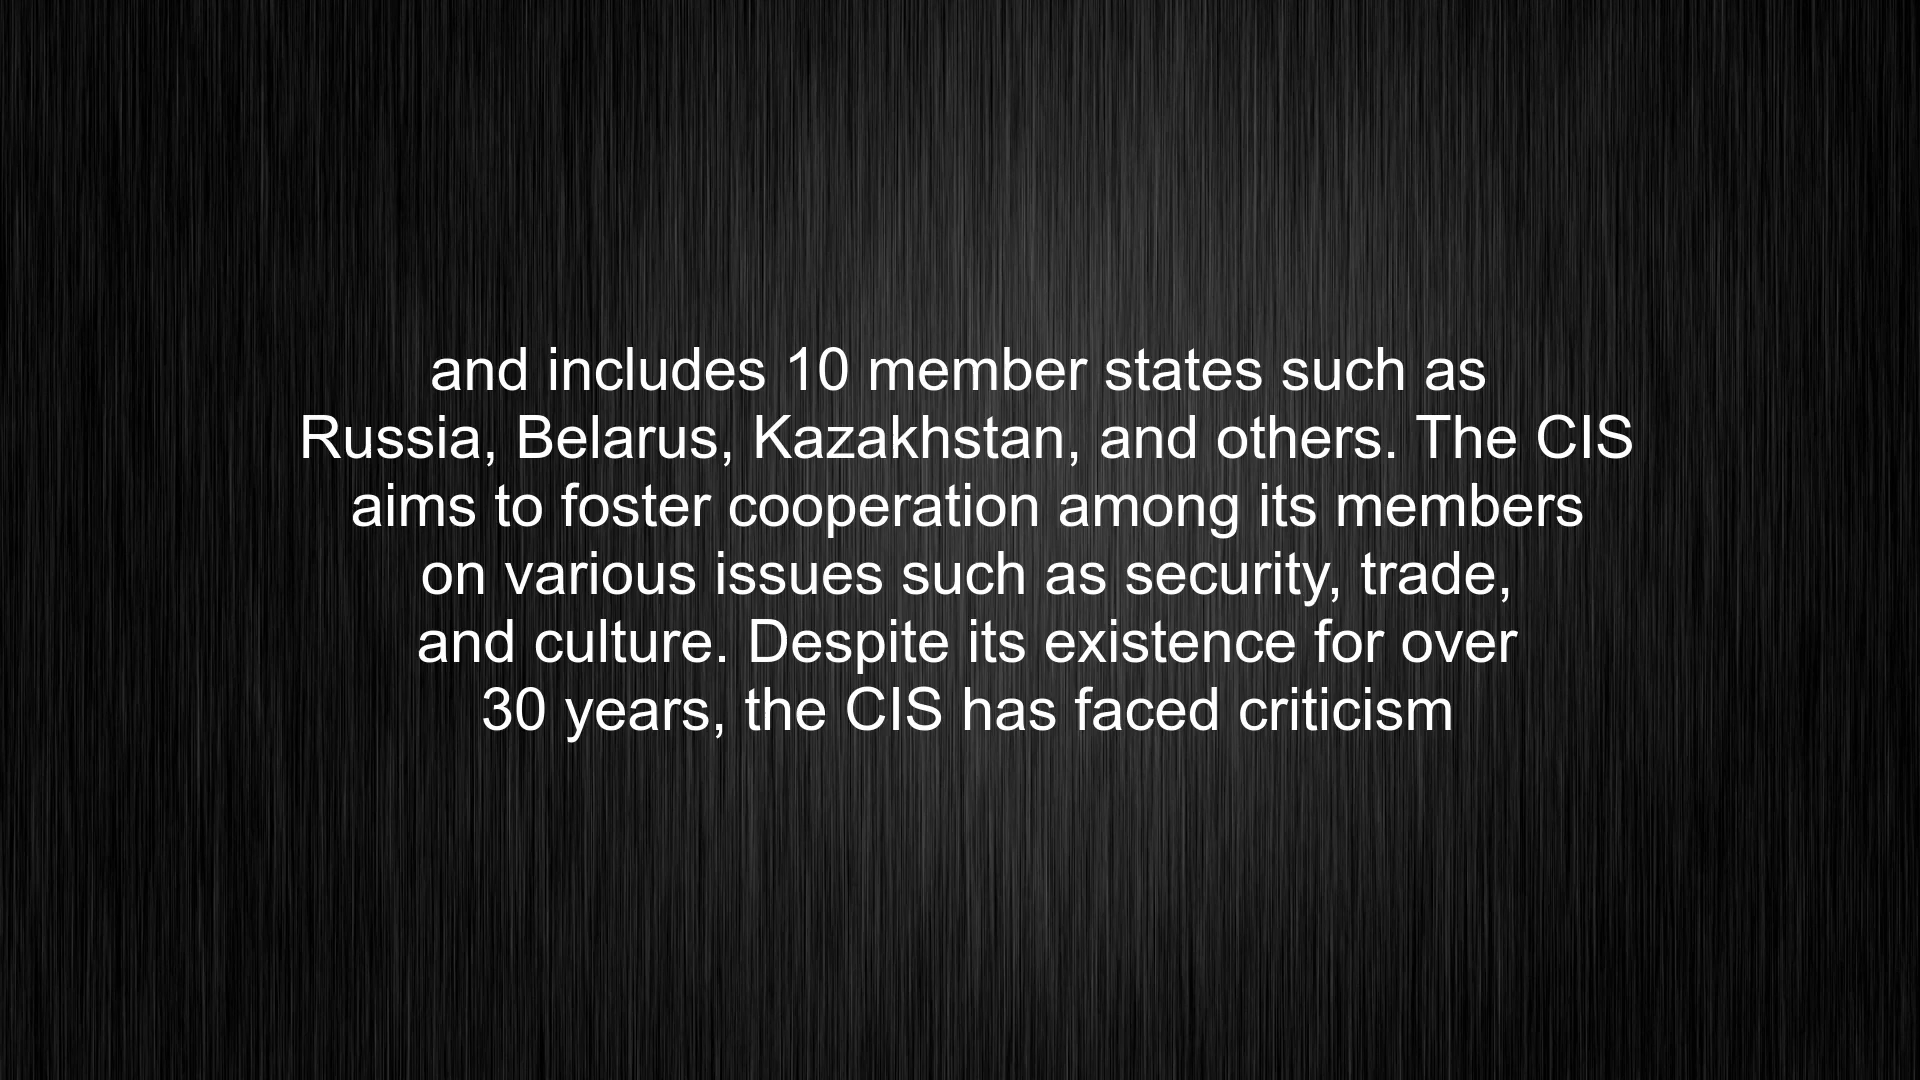 and includes 10 member states such as
Russia, Belarus, Kazakhstan, and others. The CIS
aims to foster cooperation among its members
on various issues such as security, trade,
and culture. Despite its existence for over
30 years, the CIS has faced criticism